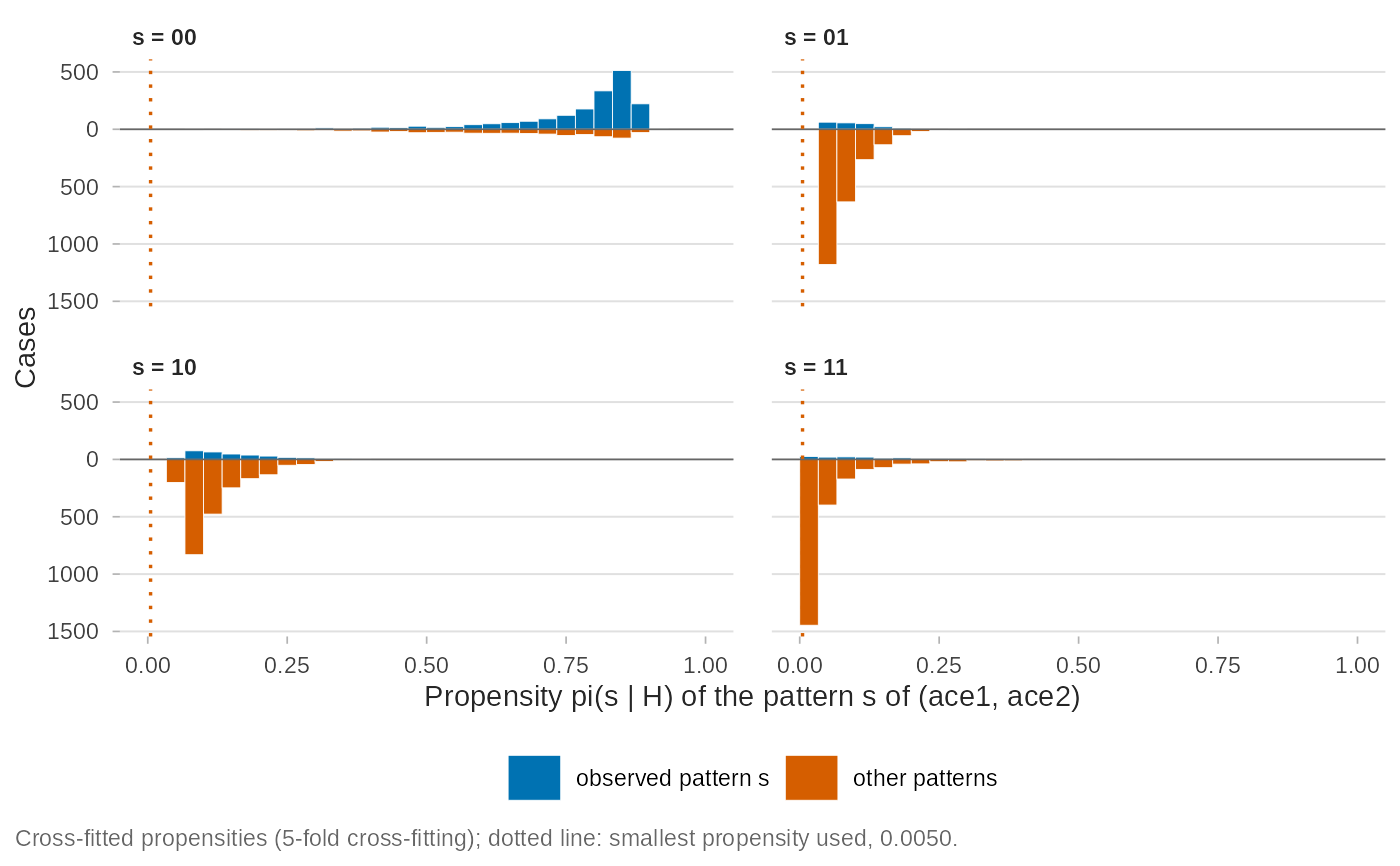 s = 00
s = 01
500
0
500
1000
1500
s = 10
s = 11
500
0
500
1000
1500
Cases
0.00 0.25 0.50 0.75 1.00 0.00 0.25 0.50 0.75 1.00
Propensity pi(s | H) of the pattern s of (ace1, ace2)
observed pattern s other patterns
Cross-fitted propensities (5-fold cross-fitting); dotted line: smallest propensity used, 0.0050.